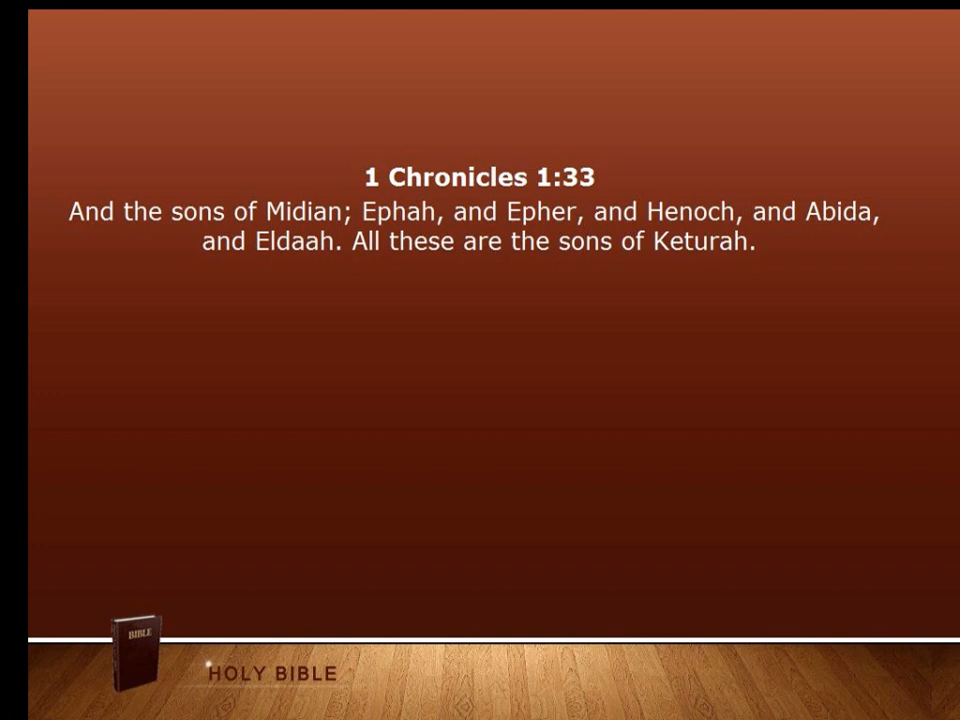 1 Chronicles 1:33
And the sons of Midian; Ephah, and Epher, and Henoch, and Abida,
and Eldaah. All these are the sons of Keturah.
BIBLE
HOLY BIBLE